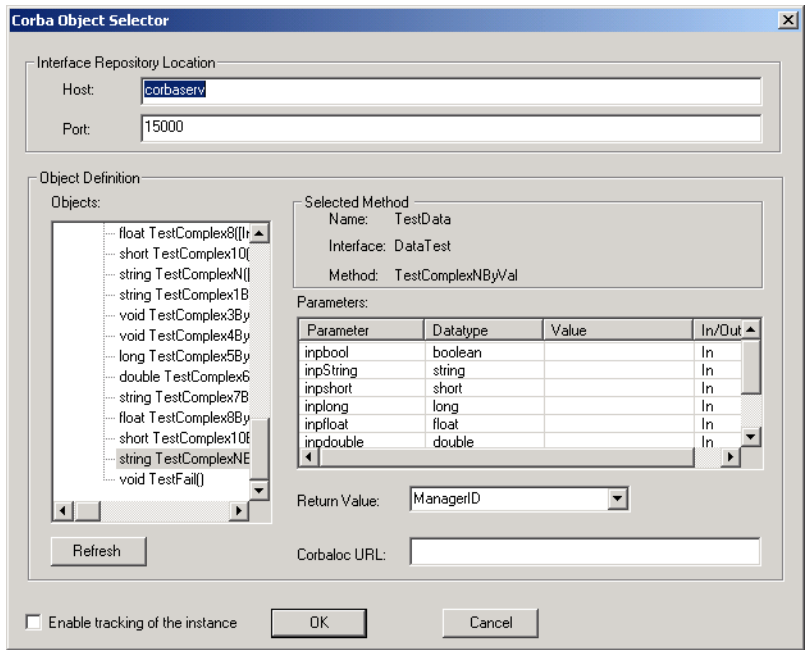 Corba Object Selector
Interface Repository Location
Host: corbaserv
Port: 15000
Object Definition
Objects:
float TestComplex8([Ir
short TestComplex10(
string TestComplexN([
string TestComplex1B
void TestComplex3By
void TestComplex4By
long TestComplex5By
double TestComplex6
string TestComplex7B
float TestComplex8By
short TestComplex10B
string TestComplexNE
void TestFail()
Refresh
Selected Method
Name: TestData
Interface: DataTest
Method: TestComplexNByVal
Parameters:
Parameter Datatype Value In/Out
inpbool boolean In
inpString string In
inpshort short In
inplong long In
inpfloat float In
inpdouble double In
Return Value: ManagerID
Corbaloc URL:
Enable tracking of the instance OK Cancel